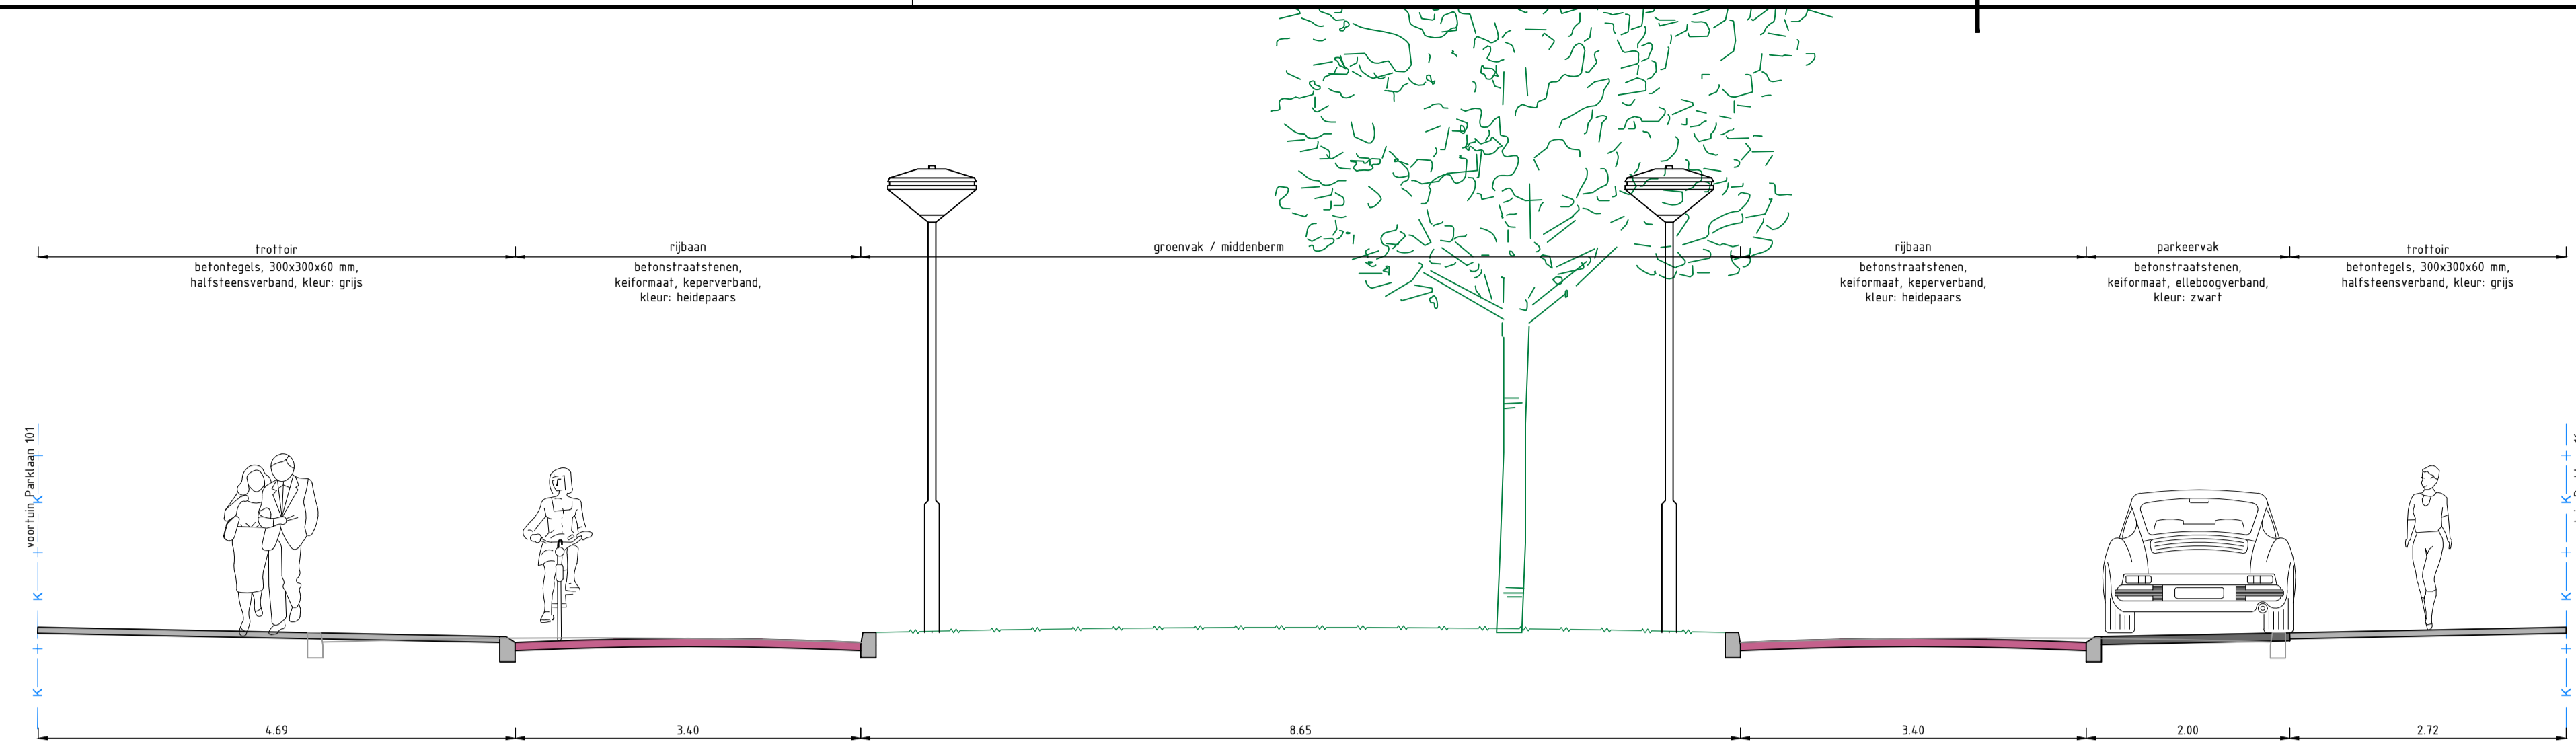 trottoir
betontegels, 300x300x60 mm,
halfsteensverband, kleur: grijs
rijbaan
betonstraatstenen,
keiformaat, keperverband,
kleur: heidepaars
groenvak / middenberm
rijbaan
betonstraatstenen,
keiformaat, keperverband,
kleur: heidepaars
parkeervak
betonstraatstenen,
keiformaat, elleboogverband,
kleur: zwart
trottoir
betontegels, 300x300x60 mm,
halfsteensverband, kleur: grijs
voortuin Parklaan 101
K
K
K
K
K
K
4.69
3.40
8.65
3.40
2.00
2.72